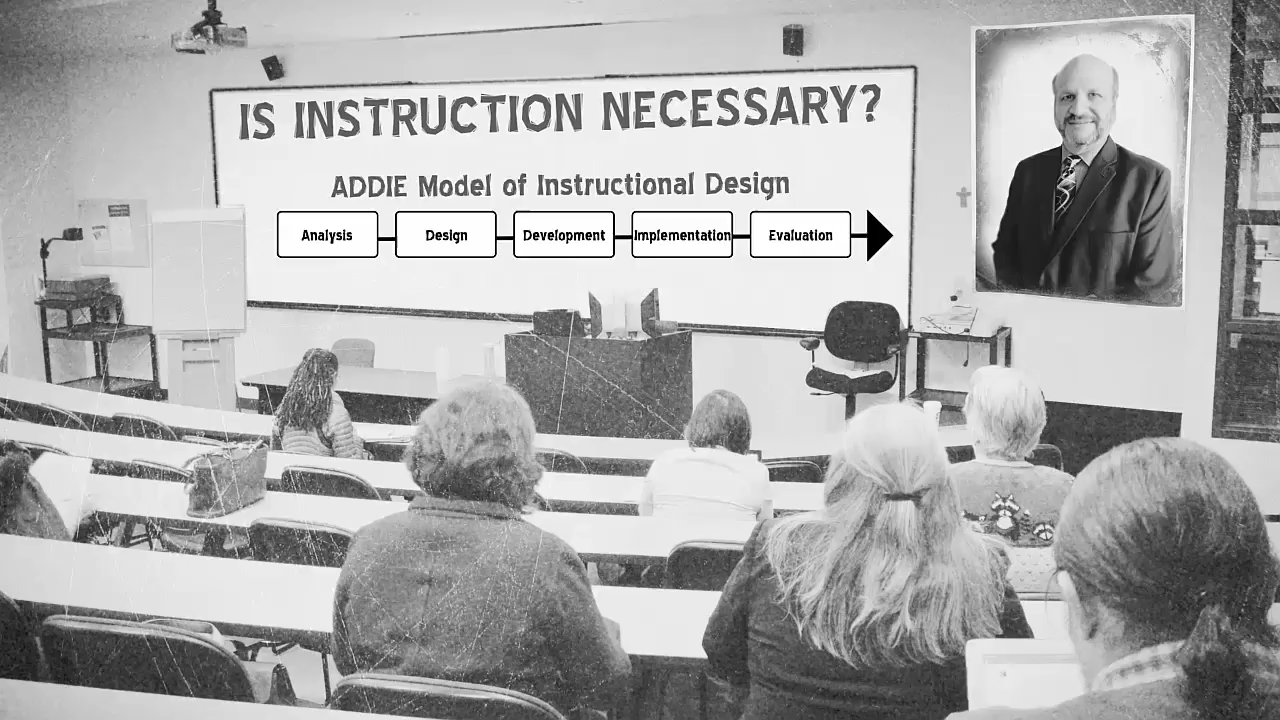 IS INSTRUCTION NECESSARY?
ADDIE Model of Instructional Design
Analysis
Design
Development
Implementation
Evaluation